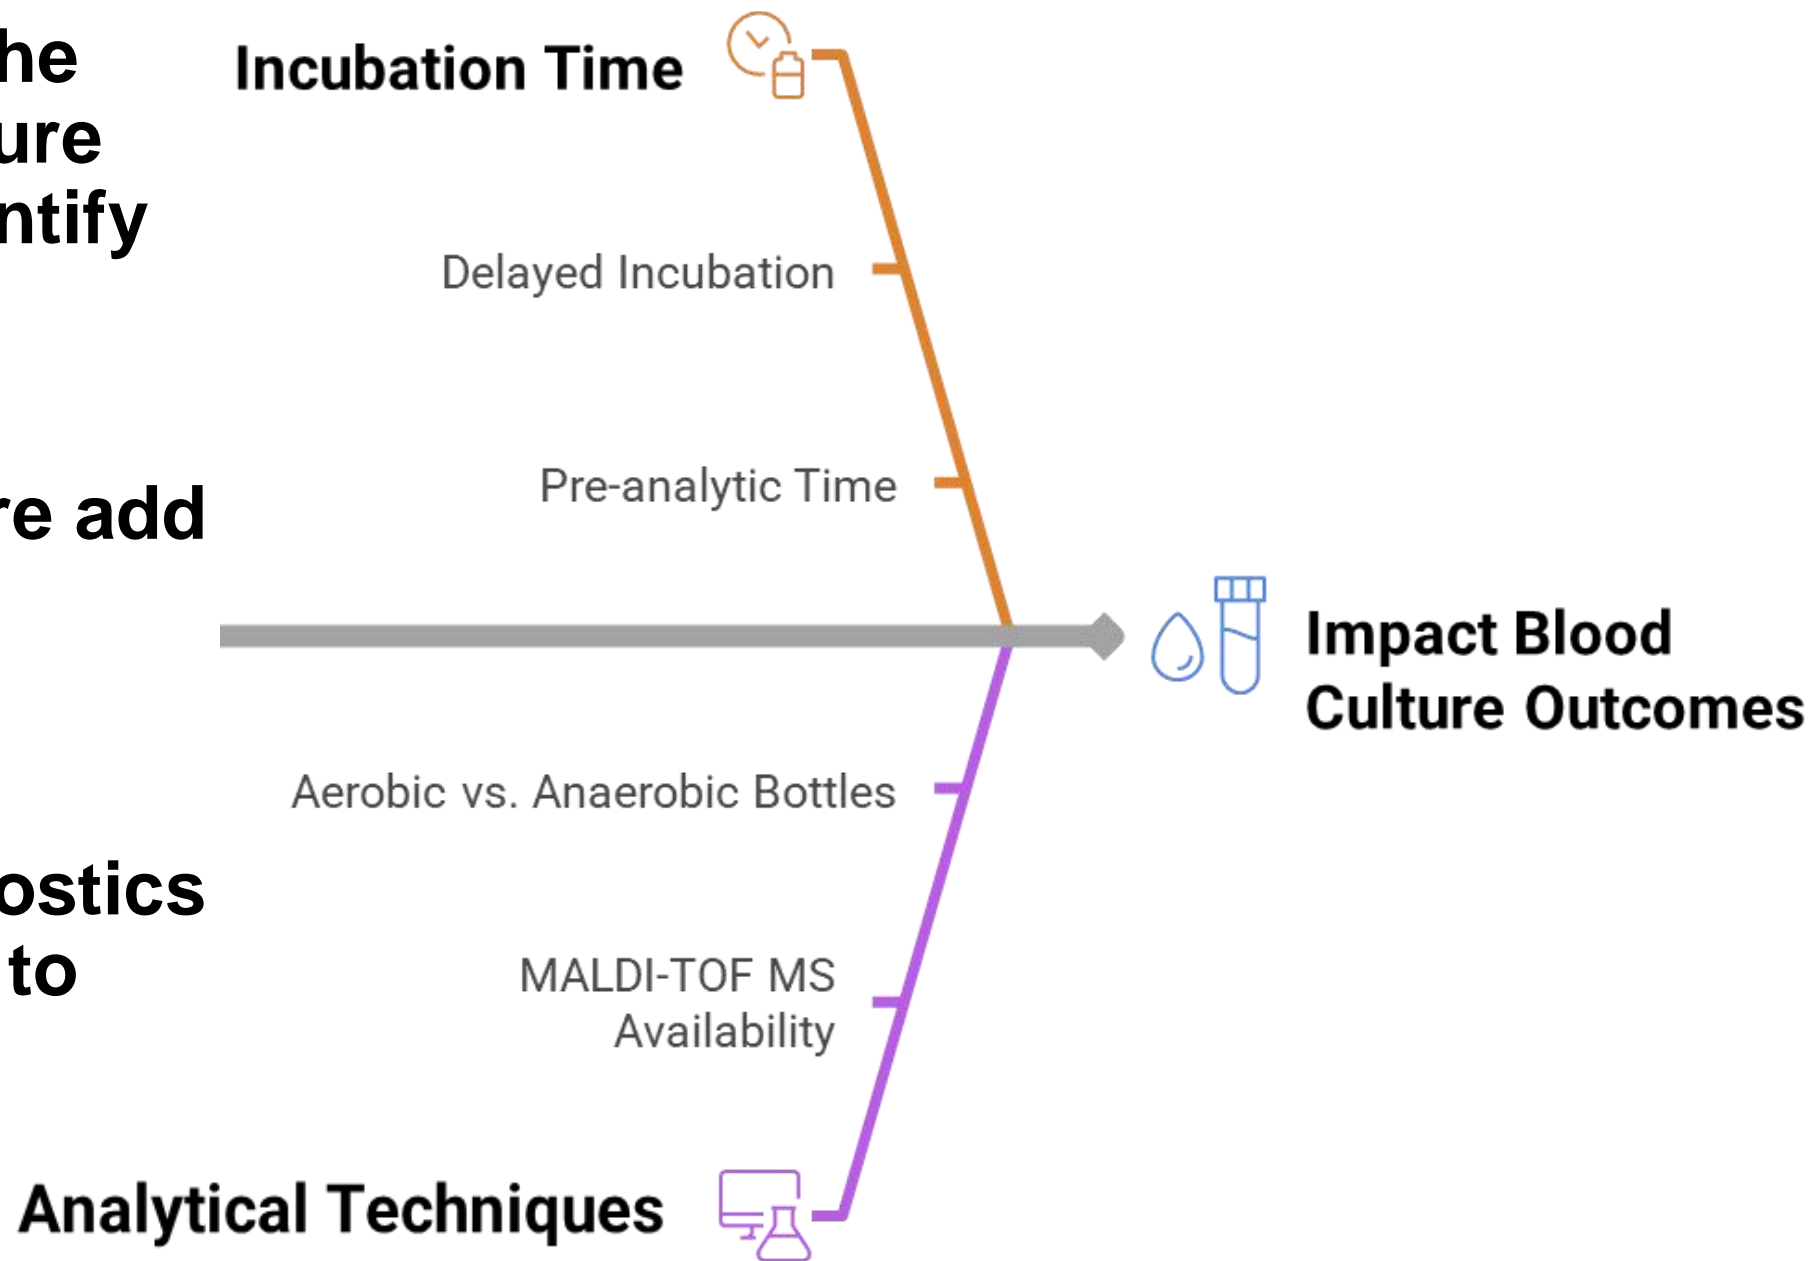 he
ure
ntify
re add
ostics
to
Incubation Time
Delayed Incubation
Pre-analytic Time
Impact Blood
Culture Outcomes
Aerobic vs. Anaerobic Bottles
MALDI-TOF MS
Availability
Analytical Techniques